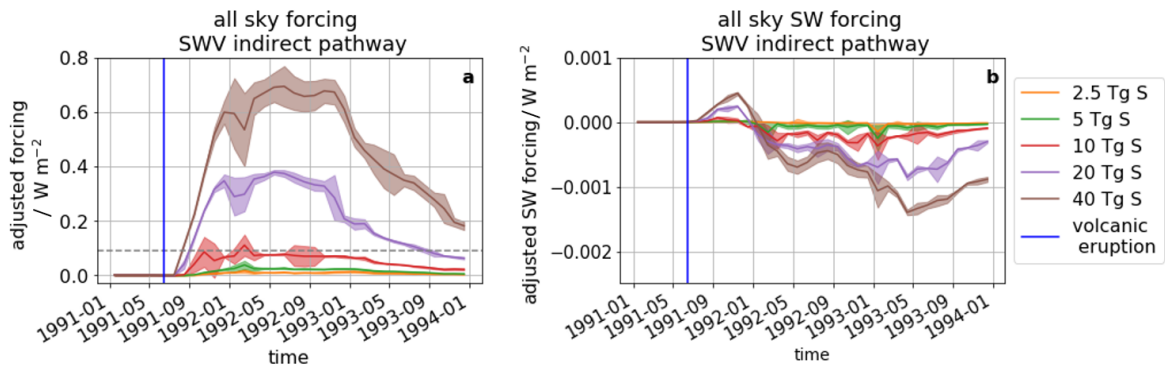 all sky forcing
SWV indirect pathway
a
adjusted forcing
/ W m⁻²
0.8
0.6
0.4
0.2
0.0
1991-01
1991-05
1991-09
1992-01
1992-05
1992-09
1993-01
1993-05
1993-09
1994-01
time
all sky SW forcing
SWV indirect pathway
b
adjusted SW forcing/ W m⁻²
0.001
0.000
−0.001
−0.002
1991-01
1991-05
1991-09
1992-01
1992-05
1992-09
1993-01
1993-05
1993-09
1994-01
time
2.5 Tg S
5 Tg S
10 Tg S
20 Tg S
40 Tg S
volcanic
eruption